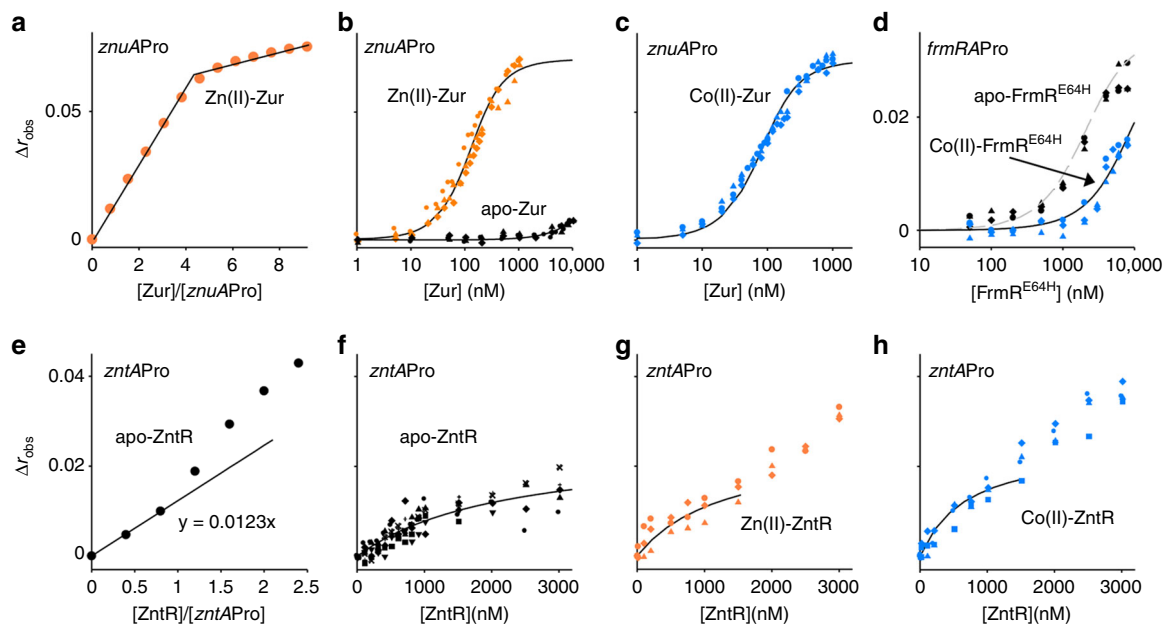 a
znuAPro
0.05
0
Δrobs
Zn(II)-Zur
0 2 4 6 8
[Zur]/[znuAPro]
b
znuAPro
Zn(II)-Zur
apo-Zur
1 10 100 1000 10,000
[Zur] (nM)
c
znuAPro
Co(II)-Zur
1 10 100 1000
[Zur] (nM)
d
frmRAPro
0.02
0
apo-FrmRE64H
Co(II)-FrmRE64H
10 100 1000 10,000
[FrmRE64H] (nM)
e
zntAPro
0.04
0.02
0
Δrobs
apo-ZntR
y = 0.0123x
0 0.5 1 1.5 2 2.5
[ZntR]/[zntAPro]
f
zntAPro
apo-ZntR
0 1000 2000 3000
[ZntR](nM)
g
zntAPro
Zn(II)-ZntR
0 1000 2000 3000
[ZntR](nM)
h
zntAPro
Co(II)-ZntR
0 1000 2000 3000
[ZntR](nM)